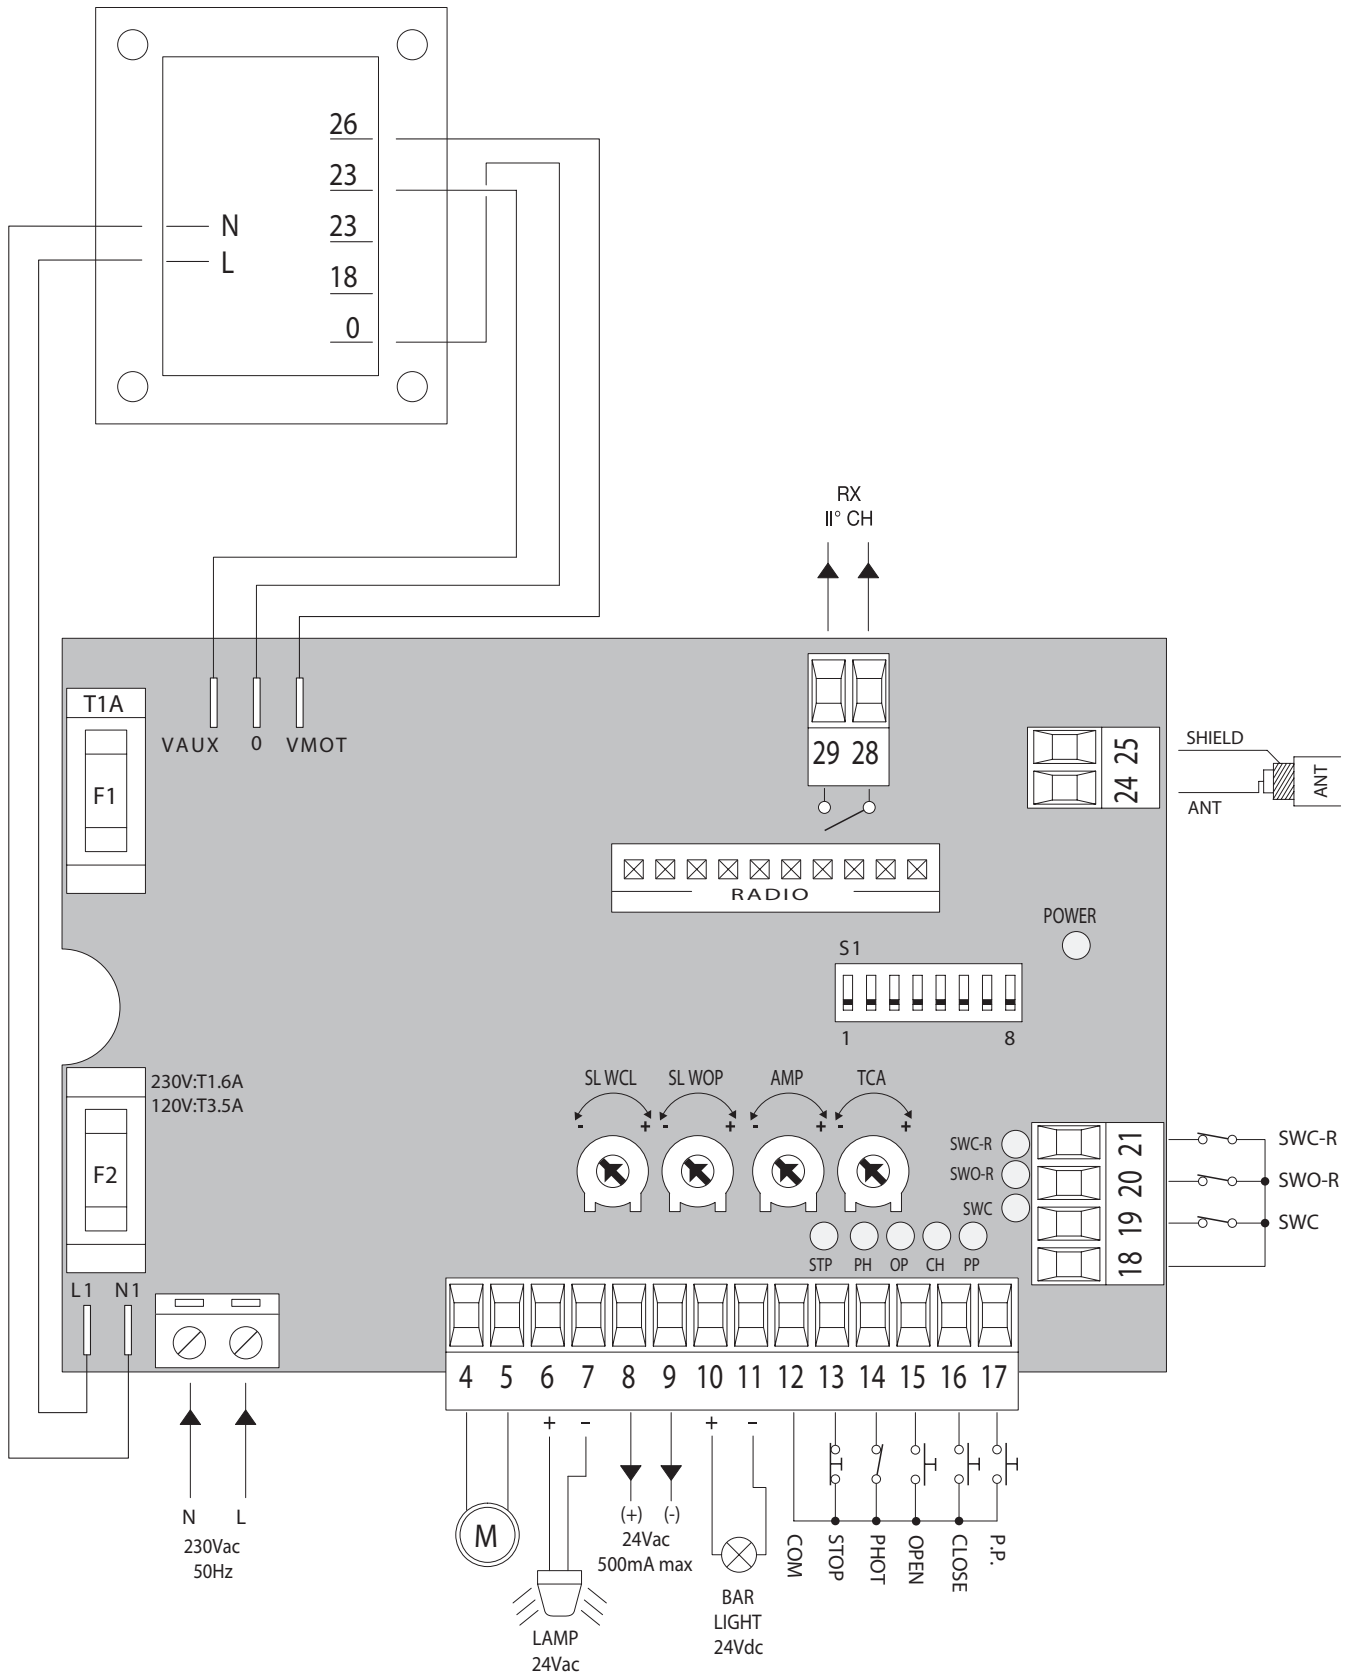 26
23
N
23
L
18
0
RX
II° CH
T1A
F1
VAUX 0 VMOT
29 28
25
24
SHIELD
ANT
ANT
RADIO
POWER
S1
1 8
230V:T1.6A
120V:T3.5A
F2
L1 N1
SL WCL SL WOP AMP TCA
- + - + - + - +
SWC-R
SWO-R
SWC
21
20
19
18
SWC-R
SWO-R
SWC
STP PH OP CH PP
4 5 6 7 8 9 10 11 12 13 14 15 16 17
+ - + -
N L
230Vac
50Hz
M
LAMP
24Vac
(+) (-)
24Vac
500mA max
BAR
LIGHT
24Vdc
COM
STOP
PHOT
OPEN
CLOSE
P.P.